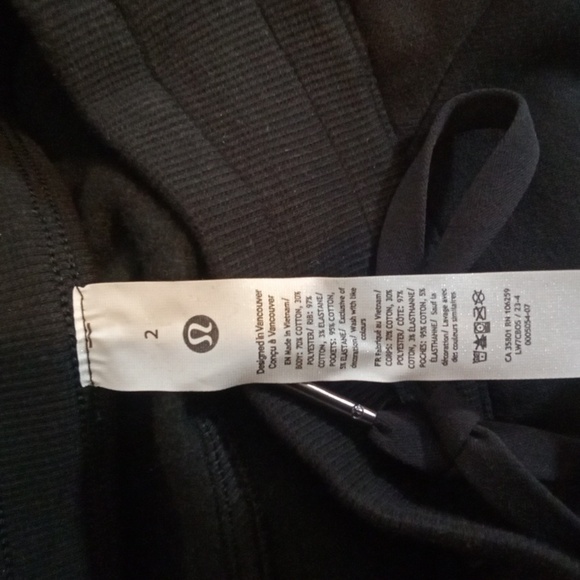 2
Designed in Vancouver
Conçu à Vancouver
EN Made in Vietnam/
BODY: 70% COTTON, 30%
POLYESTER/ RIB: 97%
COTTON, 3% ELASTANE/
POCKETS: 95% COTTON,
5% ELASTANE/ Exclusive of
decoration/ Wash with like
colours
FR Fabriqué au Vietnam/
CORPS: 70% COTON, 30%
POLYESTER/ CÔTE: 97%
COTON, 3% ÉLASTHANNE/
POCHES: 95% COTON, 5%
ÉLASTHANNE/ Sauf la
décoration/ Lavage avec
des couleurs similaires
CA 35801 RN 106259
LW7CBOS / 23-4
0005054-07